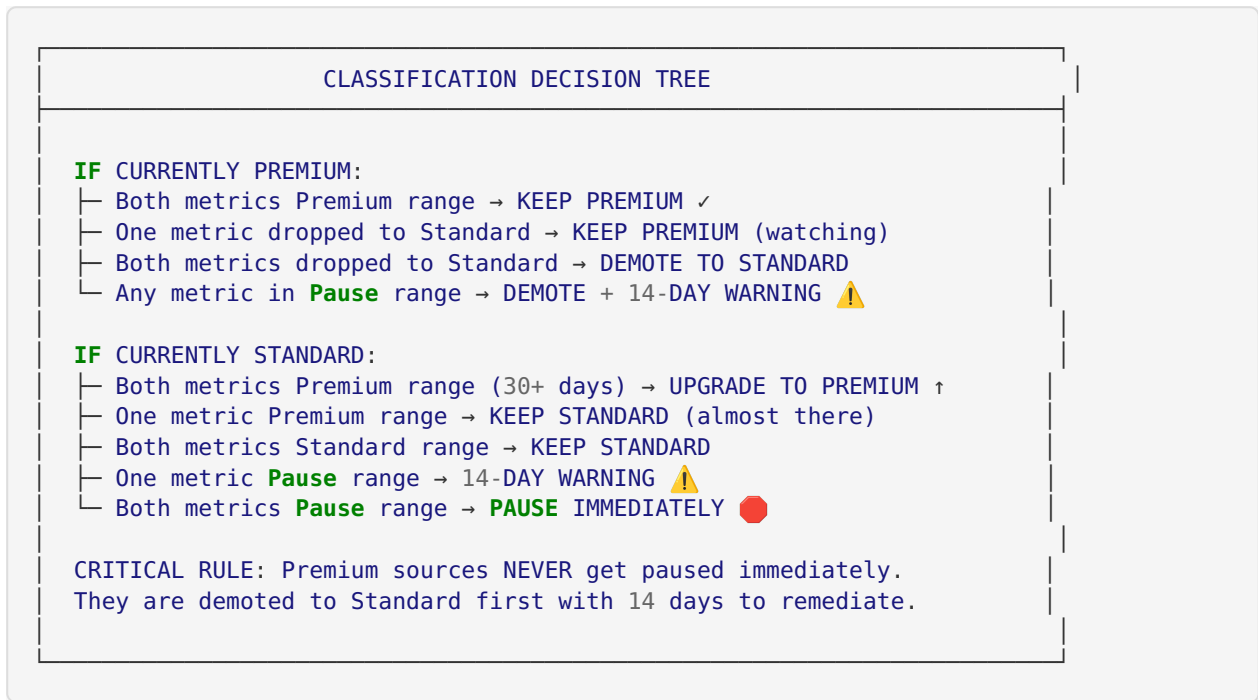 CLASSIFICATION DECISION TREE
IF CURRENTLY PREMIUM:
├─ Both metrics Premium range → KEEP PREMIUM ✓
├─ One metric dropped to Standard → KEEP PREMIUM (watching)
├─ Both metrics dropped to Standard → DEMOTE TO STANDARD
└─ Any metric in Pause range → DEMOTE + 14-DAY WARNING ⚠️
IF CURRENTLY STANDARD:
├─ Both metrics Premium range (30+ days) → UPGRADE TO PREMIUM ↑
├─ One metric Premium range → KEEP STANDARD (almost there)
├─ Both metrics Standard range → KEEP STANDARD
├─ One metric Pause range → 14-DAY WARNING ⚠️
└─ Both metrics Pause range → PAUSE IMMEDIATELY 🛑
CRITICAL RULE: Premium sources NEVER get paused immediately.
They are demoted to Standard first with 14 days to remediate.